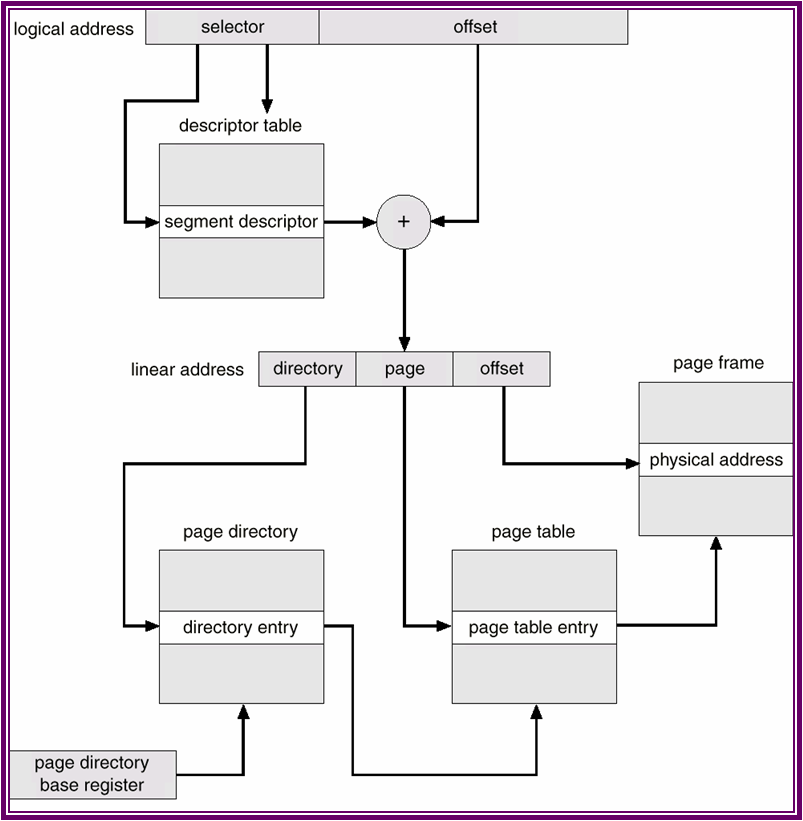 logical address
selector
offset
descriptor table
segment descriptor
+
linear address
directory
page
offset
page frame
physical address
page directory
page table
directory entry
page table entry
page directory
base register